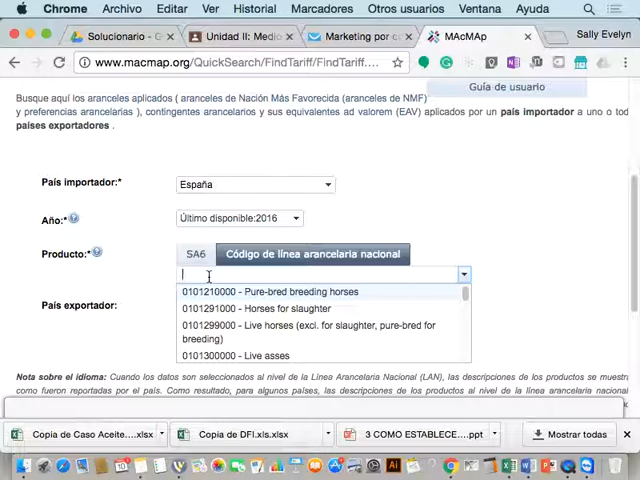 Chrome Archivo Editar Ver Historial Marcadores Otros usuarios Ventana Ayuda
Solucionario - G Unidad II: Med Marketing por c MAcMAp Sally Evelyn
www.macmap.org/QuickSearch/FindTariff/FindTariff....
Guía de usuario
Busque aquí los aranceles aplicados ( aranceles de Nación Más Favorecida (aranceles de NMF)
y preferencias arancelarias ), contingentes arancelarios y sus equivalentes ad valorem (EAV) aplicados por un país importador a uno o tod
países exportadores .
País importador:* España
Año:* Último disponible:2016
Producto:* SA6 Código de línea arancelaria nacional
0101210000 - Pure-bred breeding horses
0101291000 - Horses for slaughter
País exportador:
0101299000 - Live horses (excl. for slaughter, pure-bred for
breeding)
0101300000 - Live asses
Nota sobre el idioma: Cuando los datos son seleccionados al nivel de la Línea Arancelaria Nacional (LAN), las descripciones de los productos se muestr
como fueron reportadas por el país. Como resultado, para algunos países, las descripciones de los productos al nivel de la Línea Arancelaria
Copia de Caso Aceite....xlsx Copia de DFI.xls.xlsx 3 COMO ESTABLECE....ppt Mostrar todas